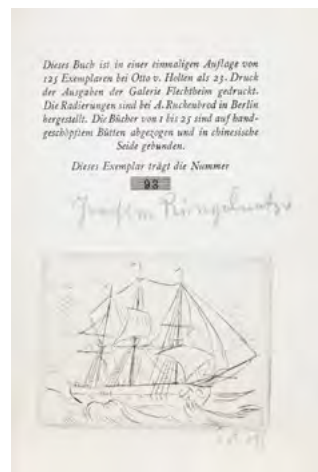 Dieses Buch ist in einer einmaligen Auflage von
125 Exemplaren bei Otto v. Holten als 23. Druck
der Ausgaben der Galerie Flechtheim gedruckt.
Die Radierungen sind bei A. Ruckenbrod in Berlin
hergestellt. Die Bücher von 1 bis 25 sind auf hand-
geschöpftem Bütten abgezogen und in chinesische
Seide gebunden.
Dieses Exemplar trägt die Nummer
93
Joachim Ringelnatz